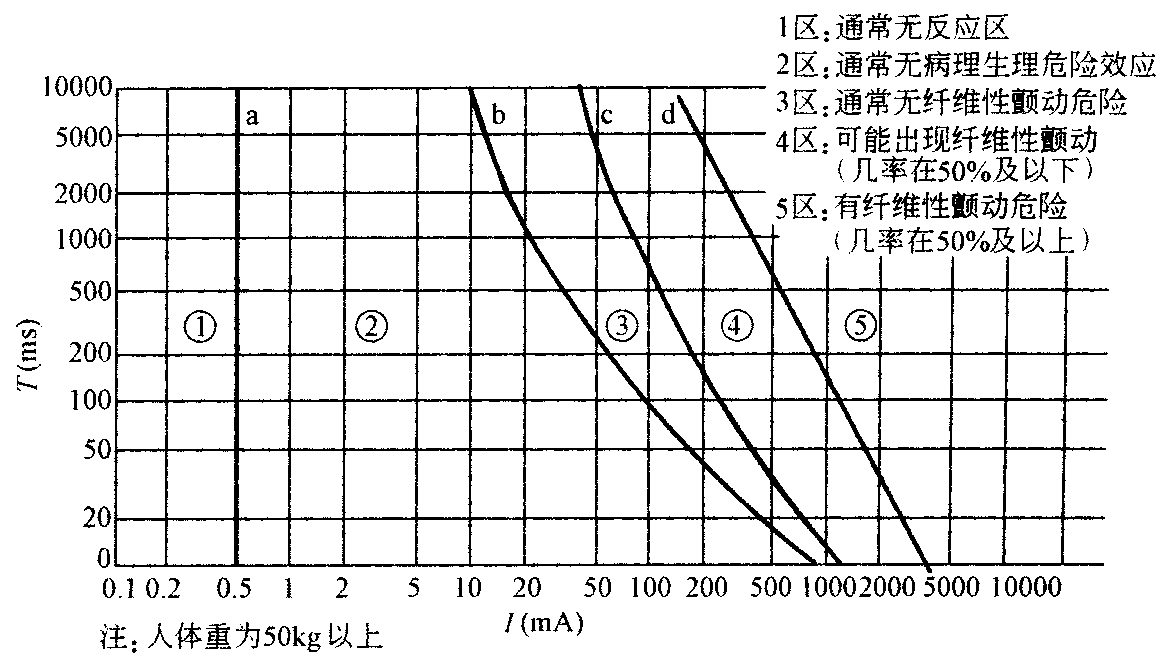 1区:通常无反应区
2区:通常无病理生理危险效应
3区:通常无纤维性颤动危险
4区:可能出现纤维性颤动
(几率在50%及以下)
5区:有纤维性颤动危险
(几率在50%及以上)
a
b
c
d
10000
5000
2000
1000
500
200
100
50
20
0
T(ms)
① ② ③ ④ ⑤
0.1 0.2 0.5 1 2 5 10 20 50 100 200 500 1000 2000 5000 10000
I(mA)
注:人体重为50kg以上